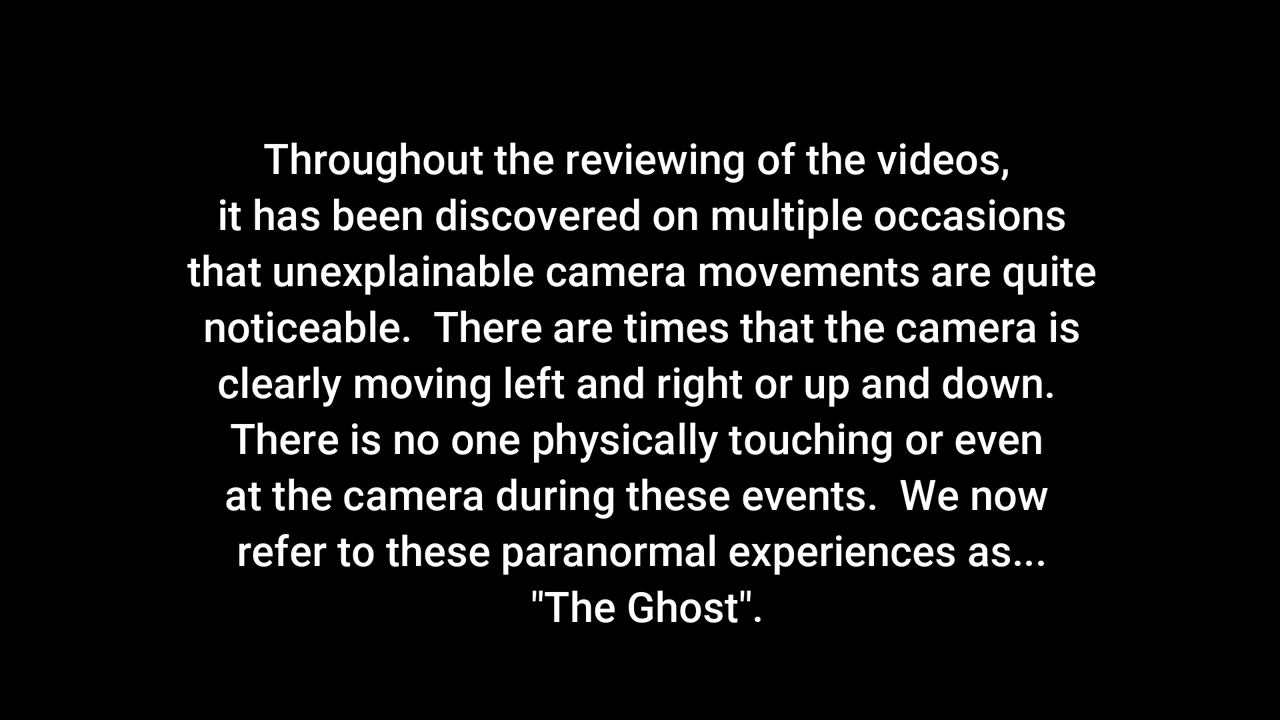 Throughout the reviewing of the videos,
it has been discovered on multiple occasions
that unexplainable camera movements are quite
noticeable.  There are times that the camera is
clearly moving left and right or up and down.
There is no one physically touching or even
at the camera during these events.  We now
refer to these paranormal experiences as...
"The Ghost".